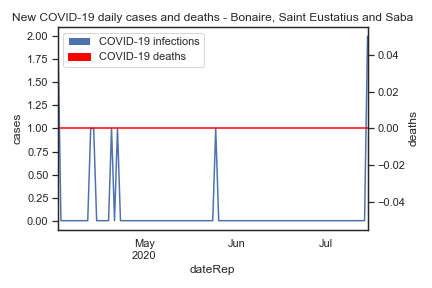 New COVID-19 daily cases and deaths - Bonaire, Saint Eustatius and Saba
COVID-19 infections
COVID-19 deaths
cases
2.00
1.75
1.50
1.25
1.00
0.75
0.50
0.25
0.00
deaths
0.04
0.02
0.00
−0.02
−0.04
May
2020
Jun
Jul
dateRep